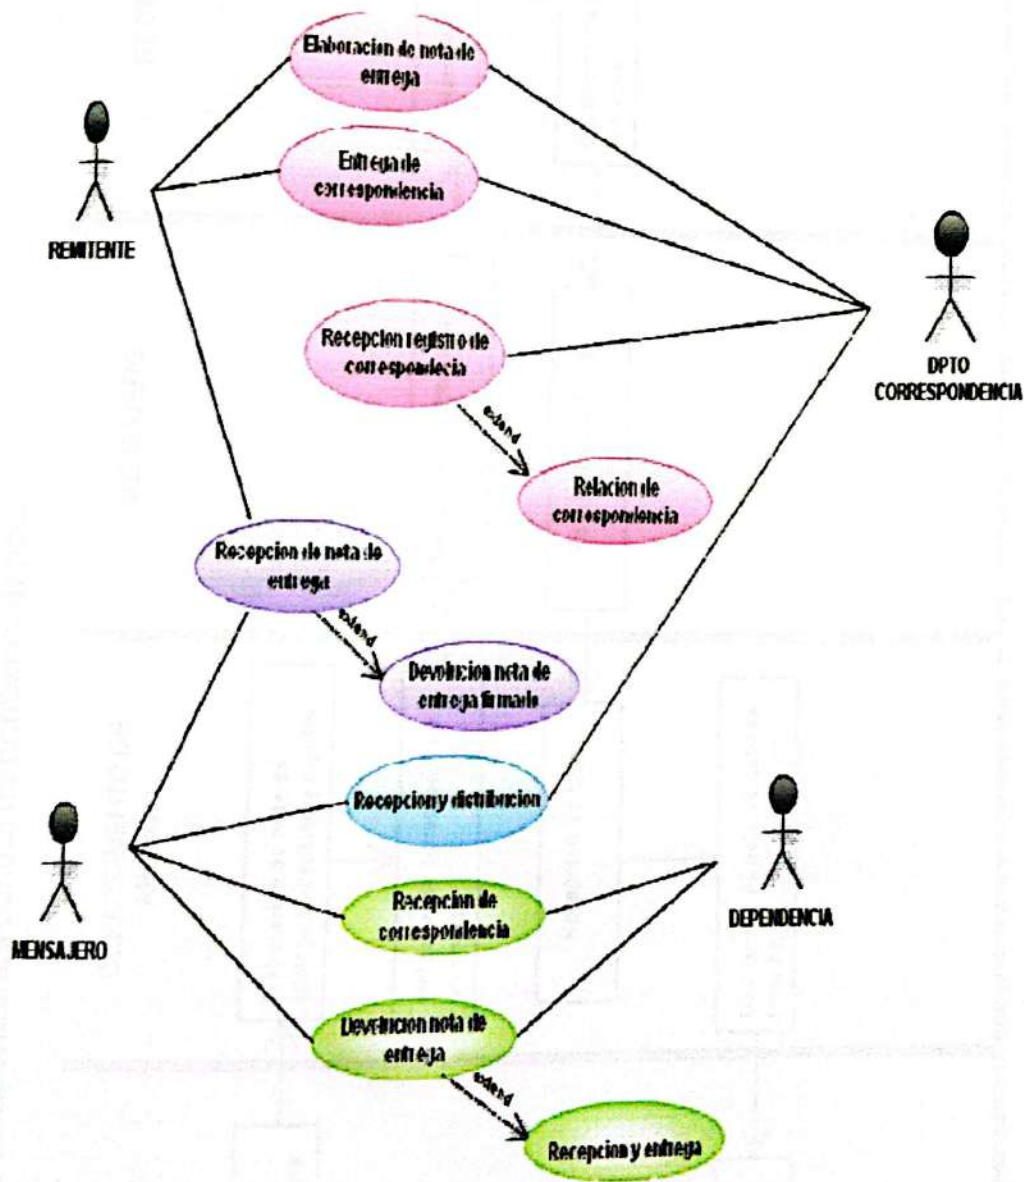 Elaboracion de nota de
entrega
Entrega de
correspondencia
REMITENTE
Recepcion registro de
correspondecia
DPTO
CORRESPONDENCIA
extend
Relacion de
correspondencia
Recepcion de nota de
entrega
extend
Devolucion nota de
entrega firmado
Recepcion y distribucion
MENSAJERO
Recepcion de
correspondencia
DEPENDENCIA
Devolucion nota de
entrega
extend
Recepcion y entrega